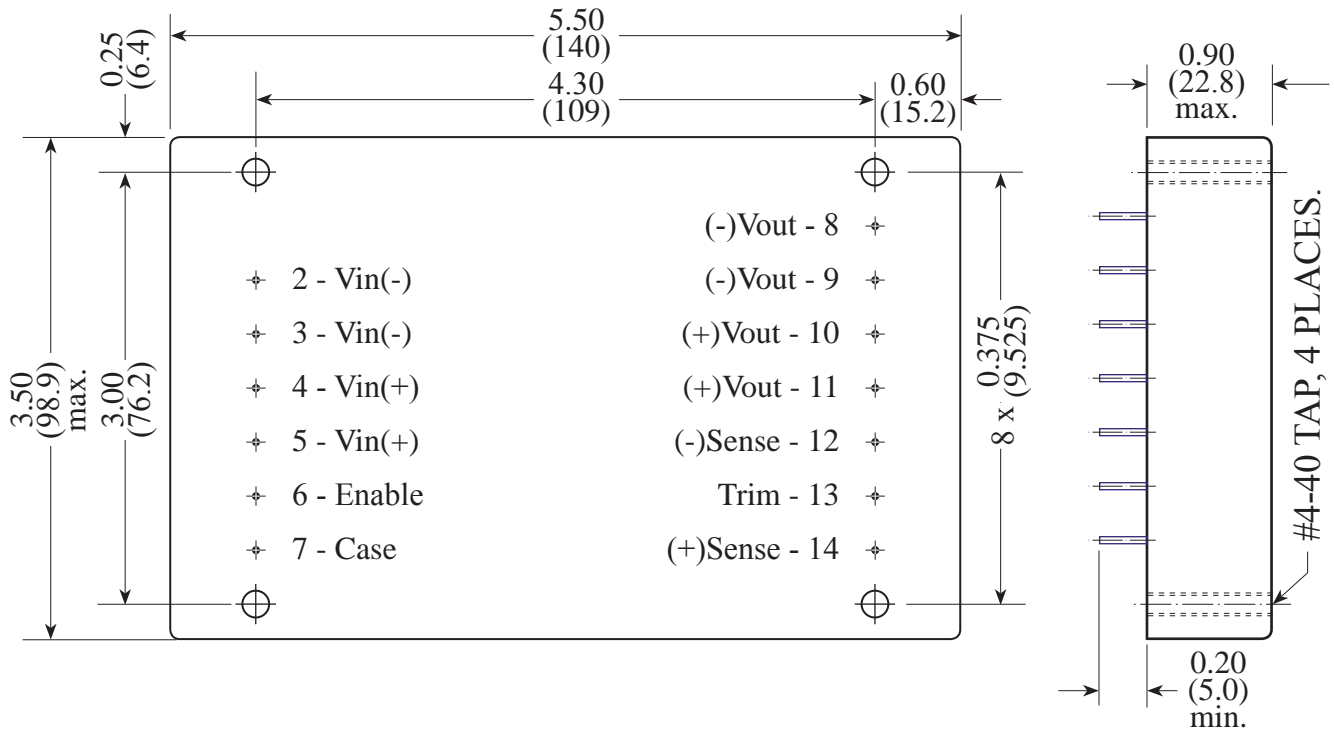 5.50
(140)
0.25
(6.4)
4.30
(109)
0.60
(15.2)
0.90
(22.8)
max.
(-)Vout - 8
2 - Vin(-)
(-)Vout - 9
3 - Vin(-)
(+)Vout - 10
4 - Vin(+)
(+)Vout - 11
5 - Vin(+)
(-)Sense - 12
6 - Enable
Trim - 13
7 - Case
(+)Sense - 14
3.50
(98.9)
max.
3.00
(76.2)
8 x 0.375
(9.525)
#4-40 TAP, 4 PLACES.
0.20
(5.0)
min.